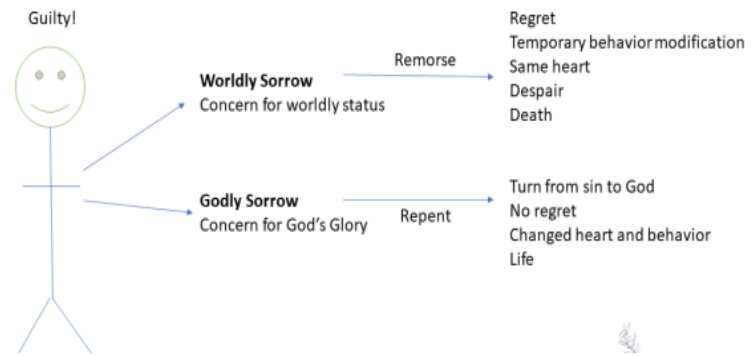 Guilty!
Worldly Sorrow
Concern for worldly status
Remorse
Regret
Temporary behavior modification
Same heart
Despair
Death
Godly Sorrow
Concern for God's Glory
Repent
Turn from sin to God
No regret
Changed heart and behavior
Life